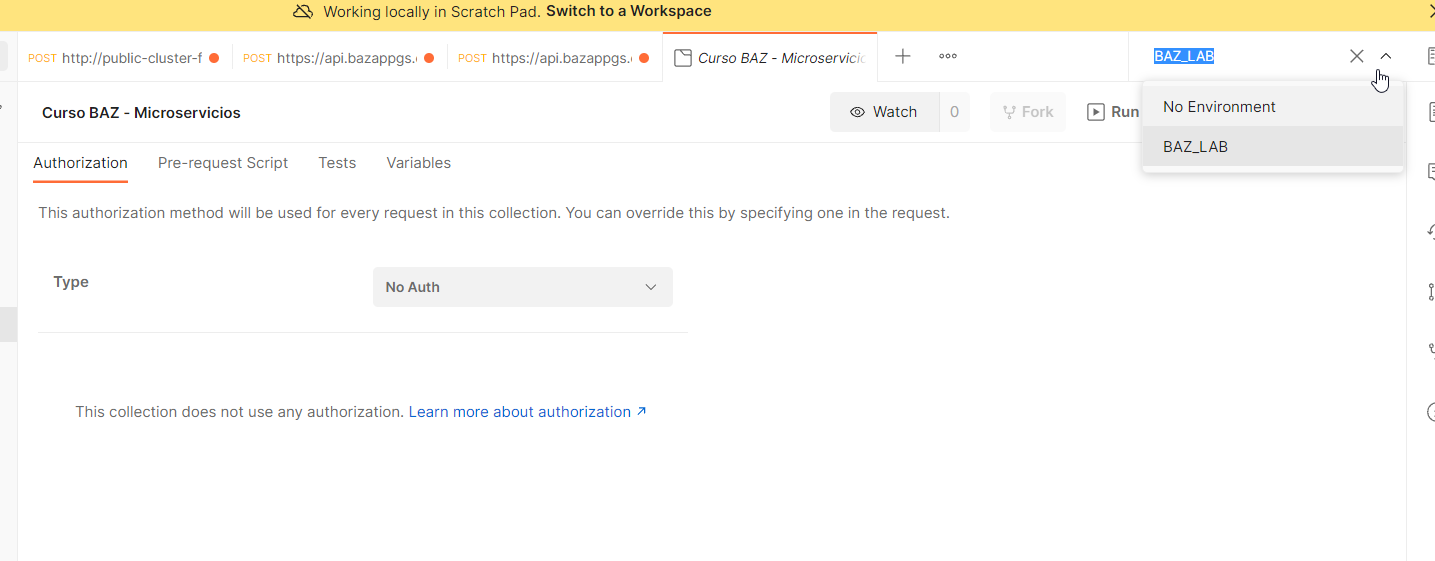 Working locally in Scratch Pad. Switch to a Workspace
POST http://public-cluster-f
POST https://api.bazappgs.
POST https://api.bazappgs.
Curso BAZ - Microservicio
BAZ_LAB
Curso BAZ - Microservicios
Watch 0
Fork
Run
No Environment
BAZ_LAB
Authorization
Pre-request Script
Tests
Variables
This authorization method will be used for every request in this collection. You can override this by specifying one in the request.
Type
No Auth
This collection does not use any authorization. Learn more about authorization ↗